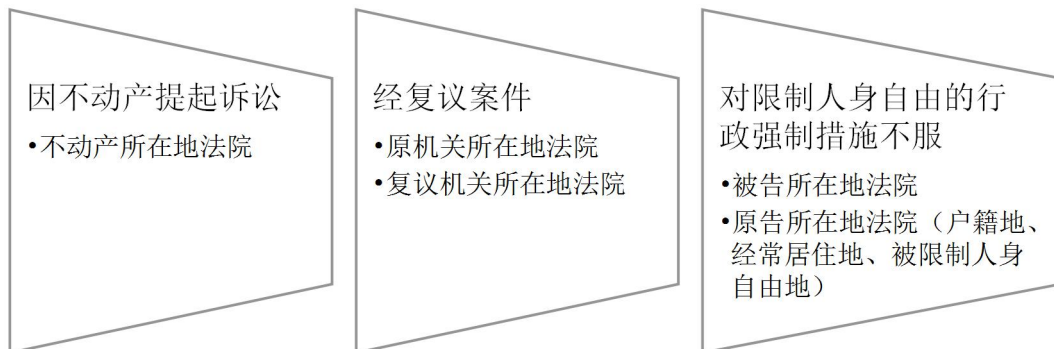 因不动产提起诉讼
•不动产所在地法院
经复议案件
•原机关所在地法院
•复议机关所在地法院
对限制人身自由的行
政强制措施不服
•被告所在地法院
•原告所在地法院（户籍地、
经常居住地、被限制人身
自由地）